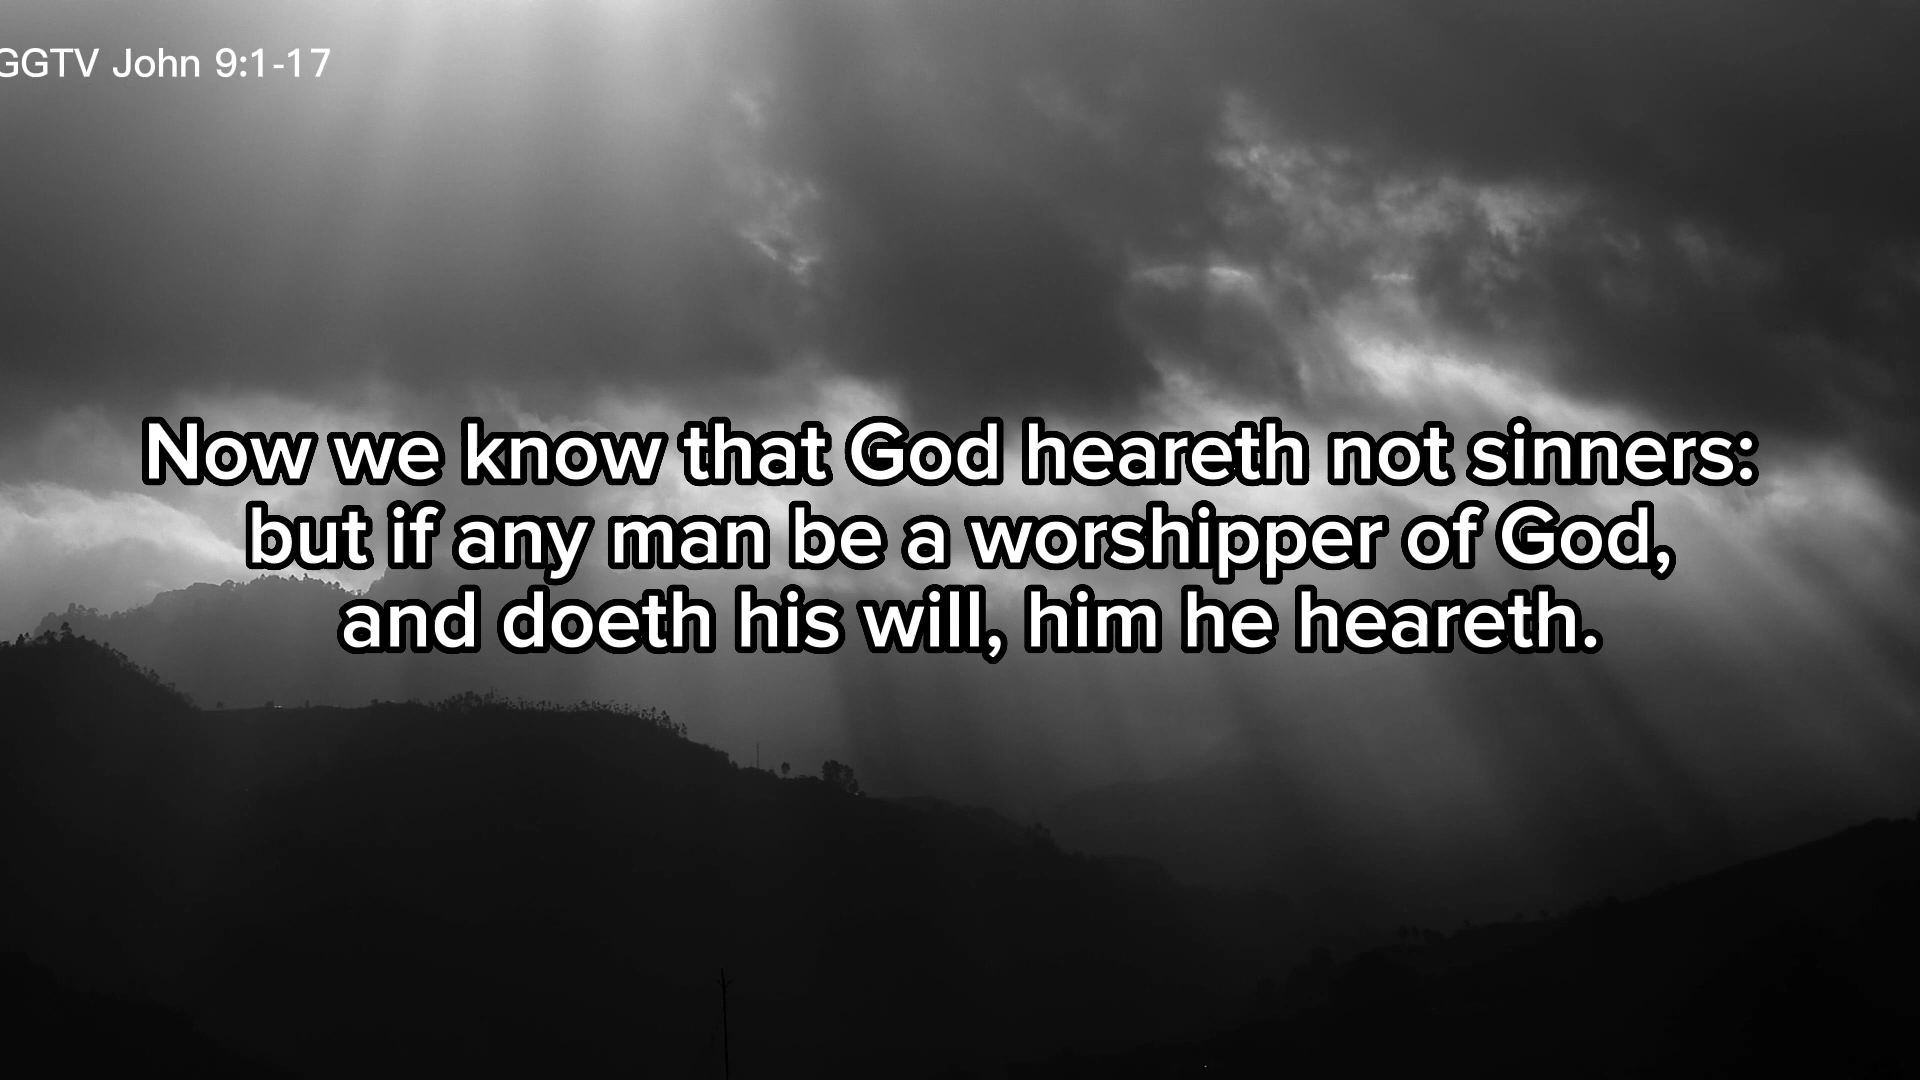 GGTV John 9:1-17
Now we know that God heareth not sinners:
but if any man be a worshipper of God,
and doeth his will, him he heareth.